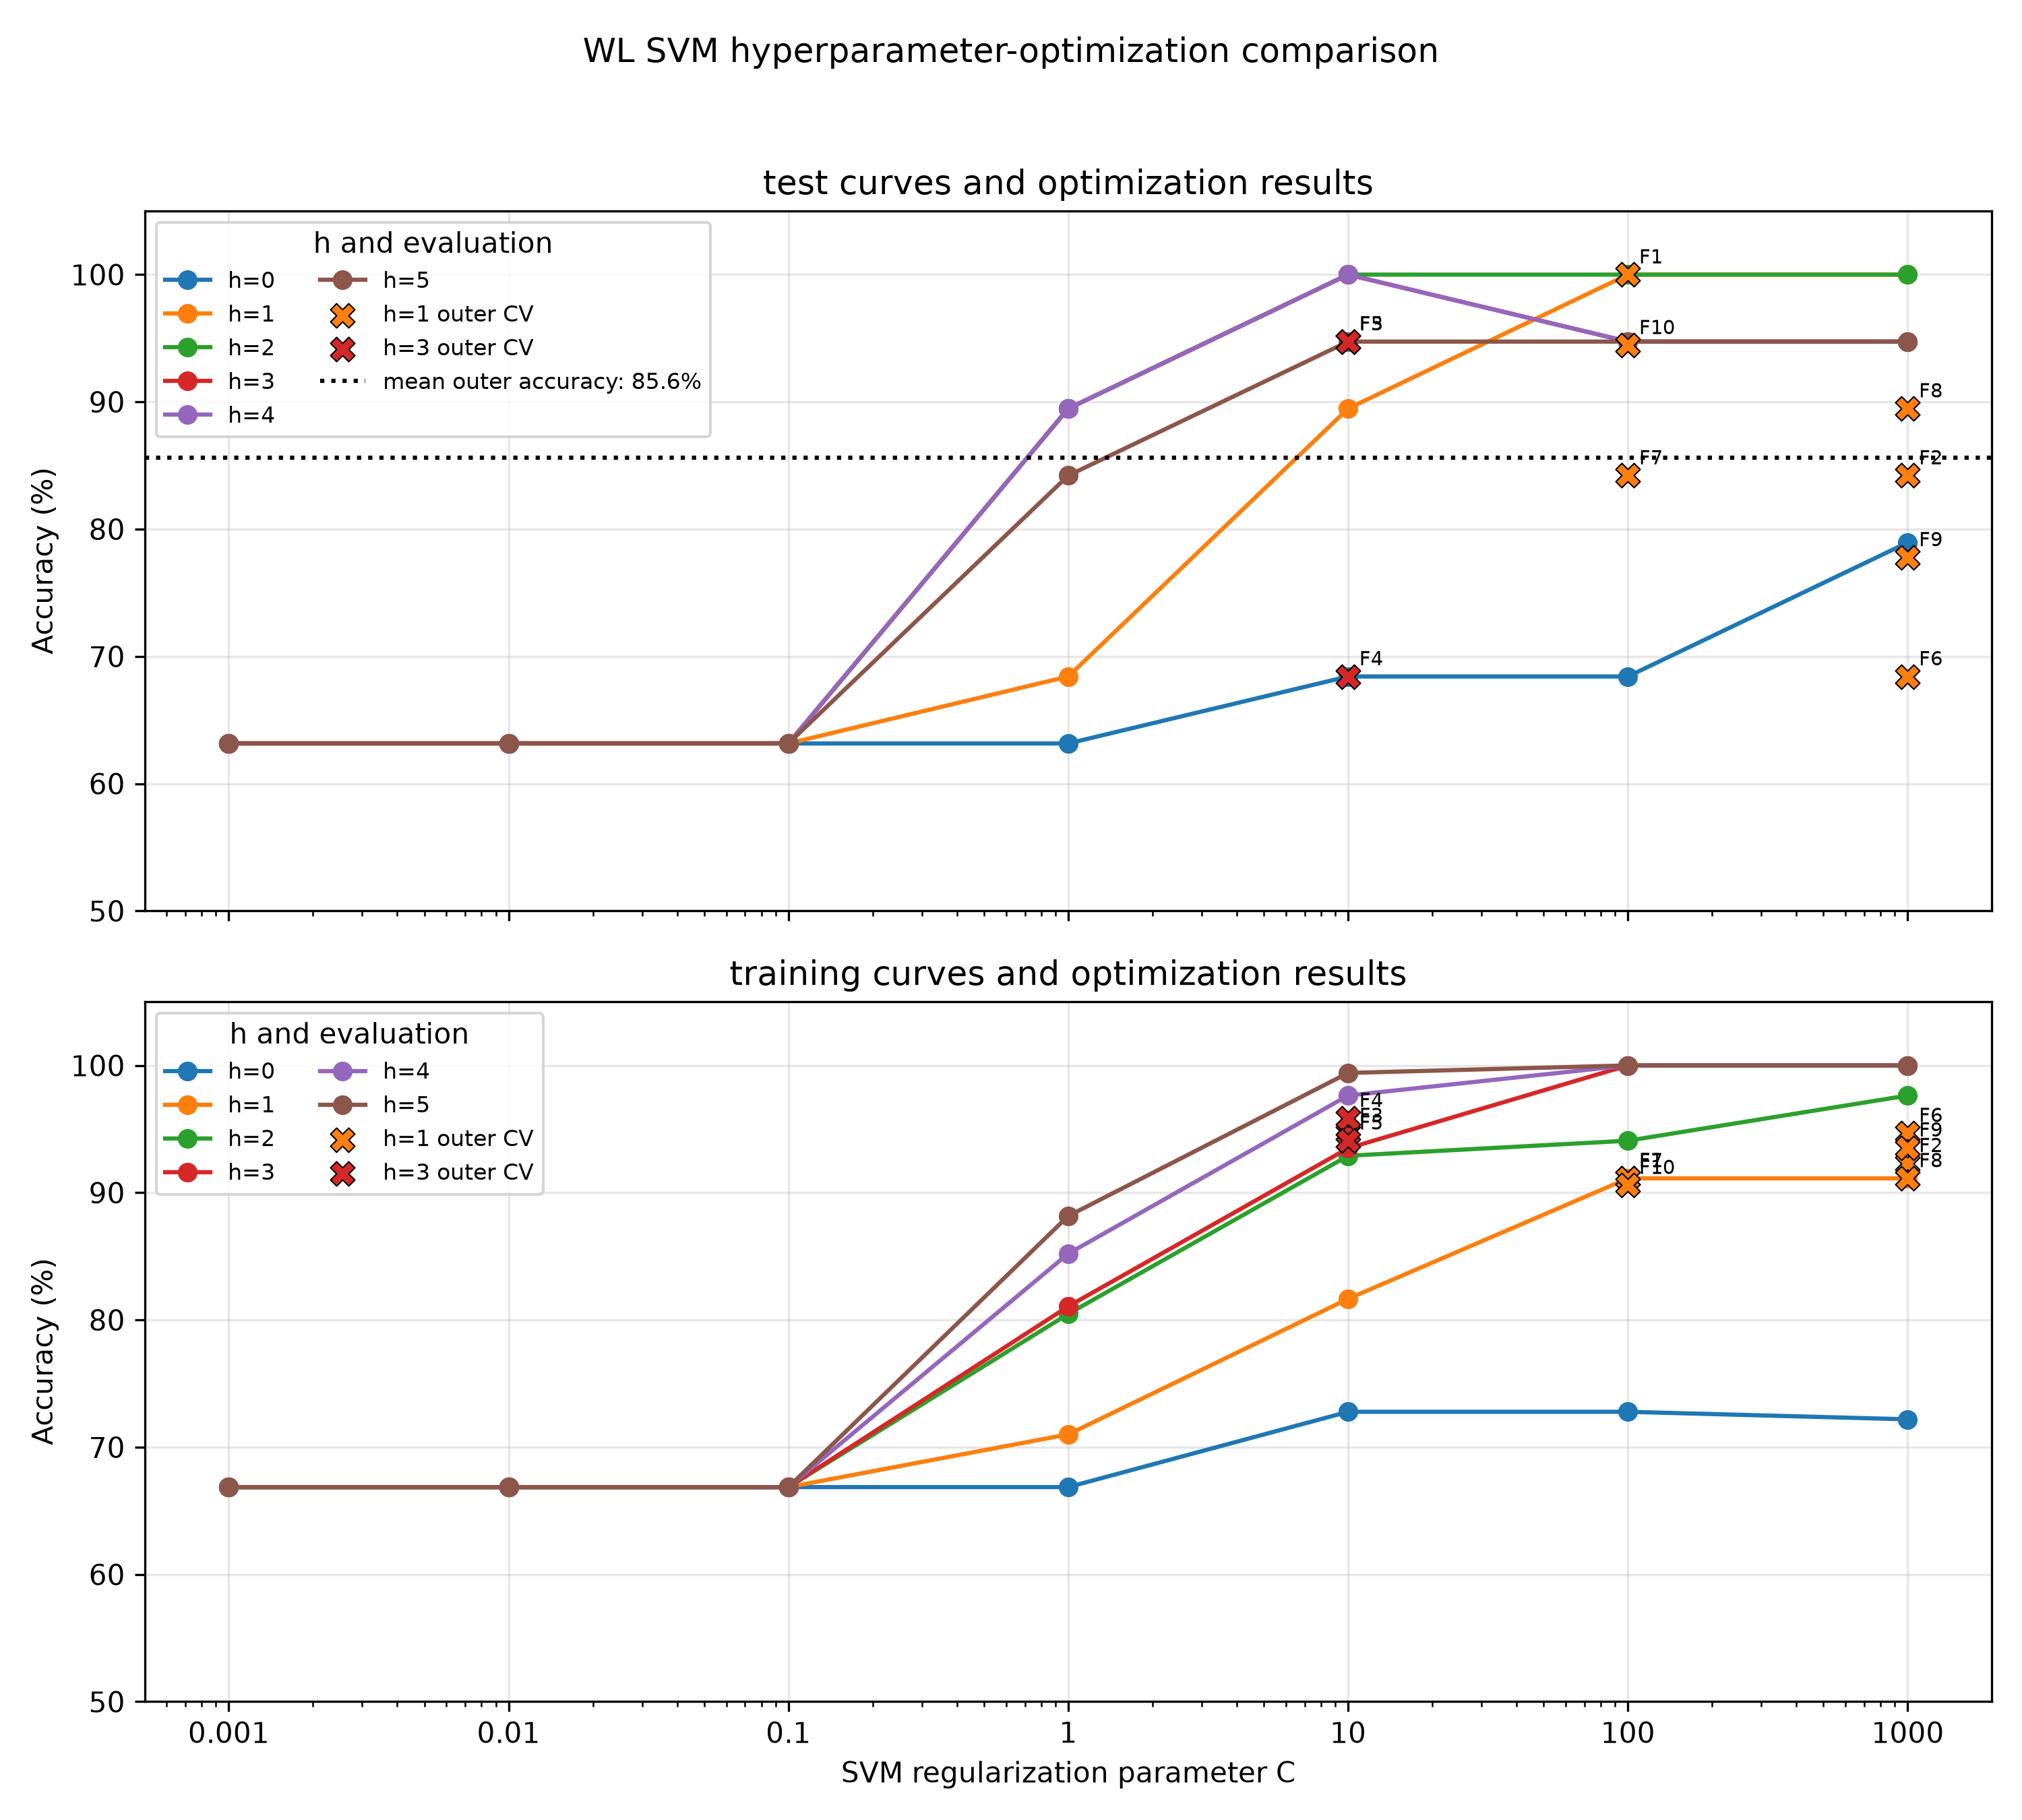 WL SVM hyperparameter-optimization comparison
test curves and optimization results
h and evaluation
h=0
h=1
h=2
h=3
h=4
h=5
h=1 outer CV
h=3 outer CV
mean outer accuracy: 85.6%
Accuracy (%)
100
90
80
70
60
50
F1
F10
F8
F7
F2
F9
F4
F6
training curves and optimization results
h and evaluation
h=0
h=1
h=2
h=3
h=4
h=5
h=1 outer CV
h=3 outer CV
Accuracy (%)
100
90
80
70
60
50
F4
F6
F9
F2
F8
F10
0.001
0.01
0.1
1
10
100
1000
SVM regularization parameter C